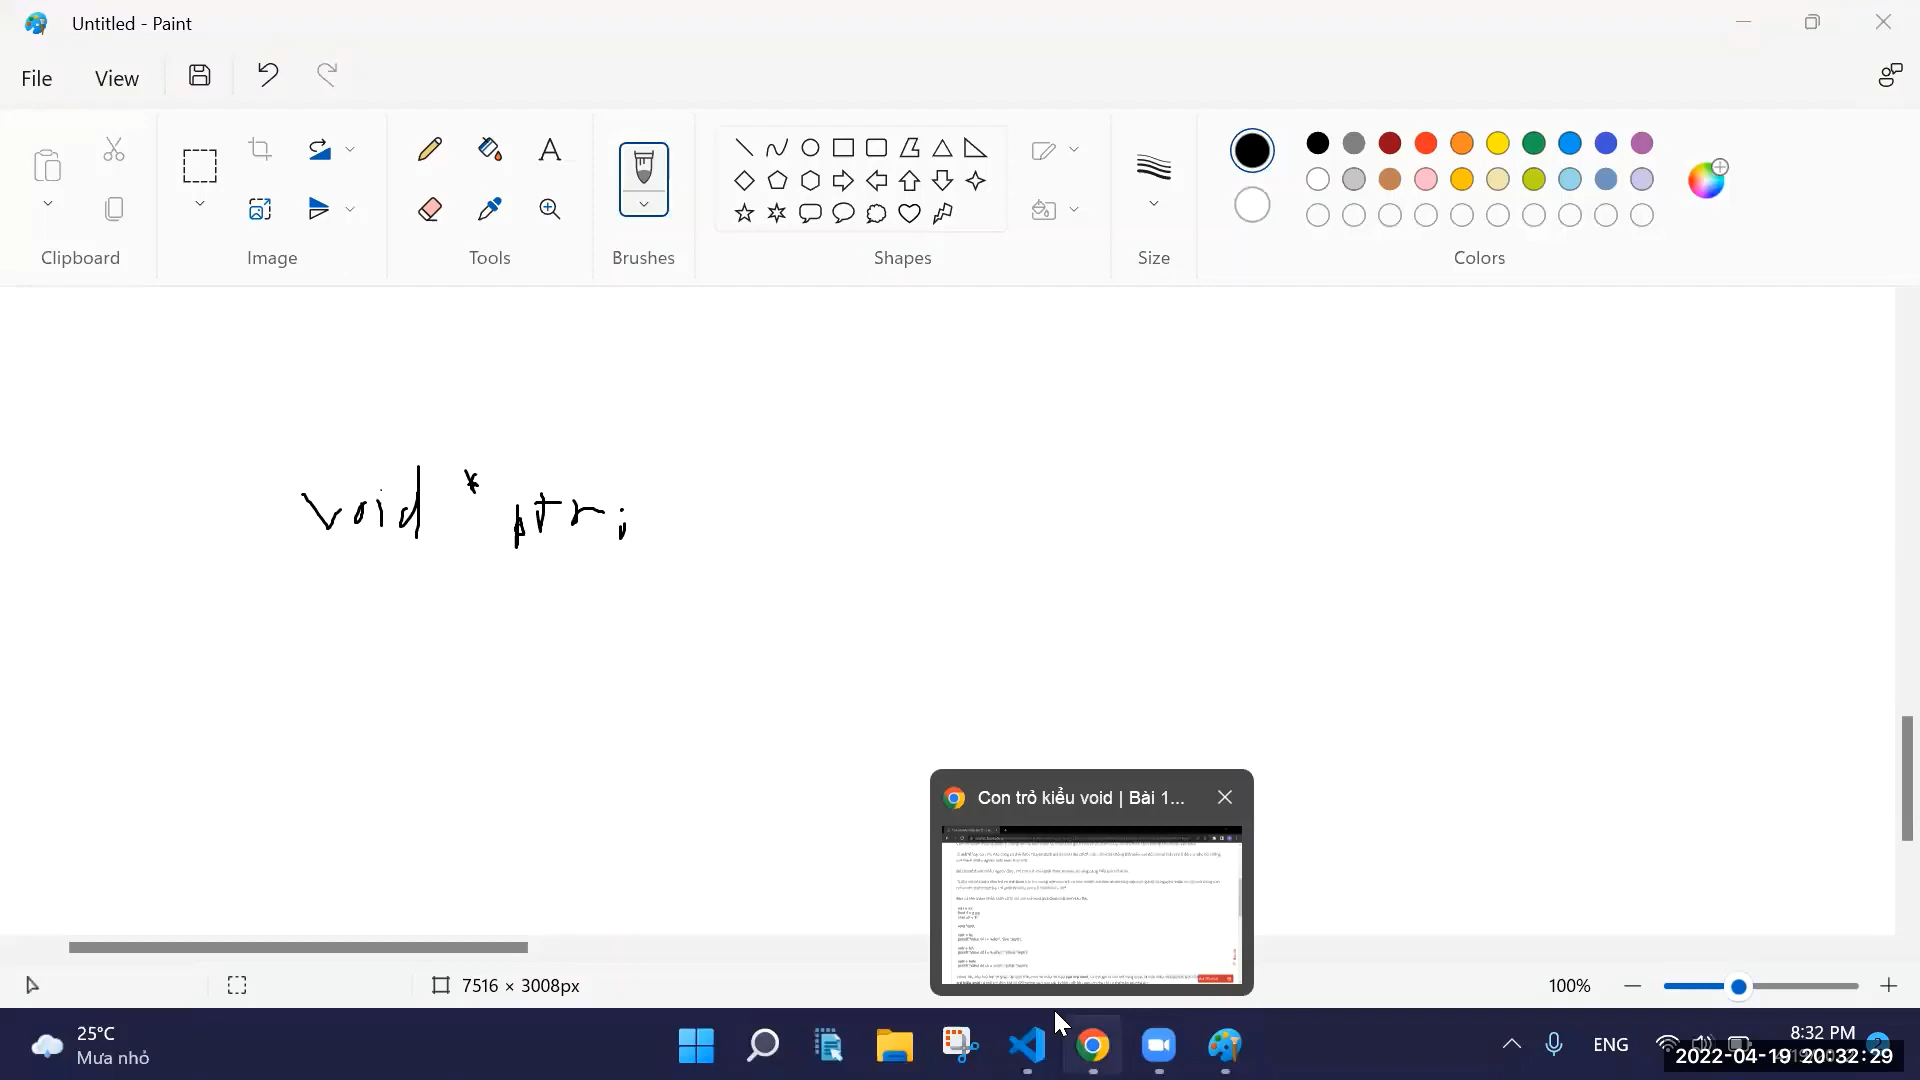 Untitled - Paint
File
View
Clipboard
Image
Tools
Brushes
Shapes
Size
Colors
void * ptr;
Con trỏ kiểu void | Bài 1...
7516 × 3008px
100%
25°C
Mưa nhỏ
ENG
8:32 PM
2
2022-04-19 20:32:29